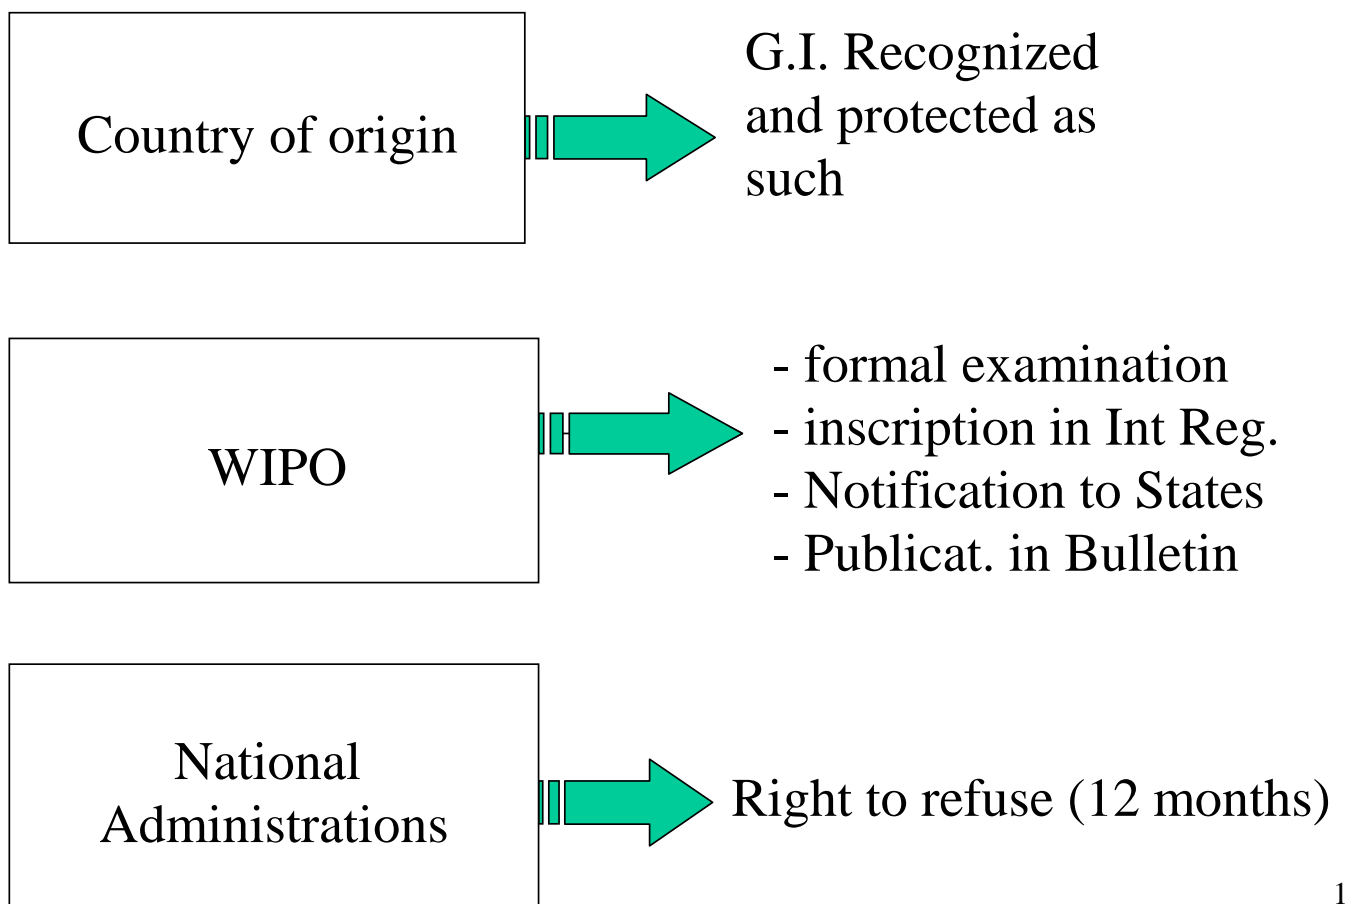 Country of origin
G.I. Recognized
and protected as
such
WIPO
- formal examination
- inscription in Int Reg.
- Notification to States
- Publicat. in Bulletin
National
Administrations
Right to refuse (12 months)
1